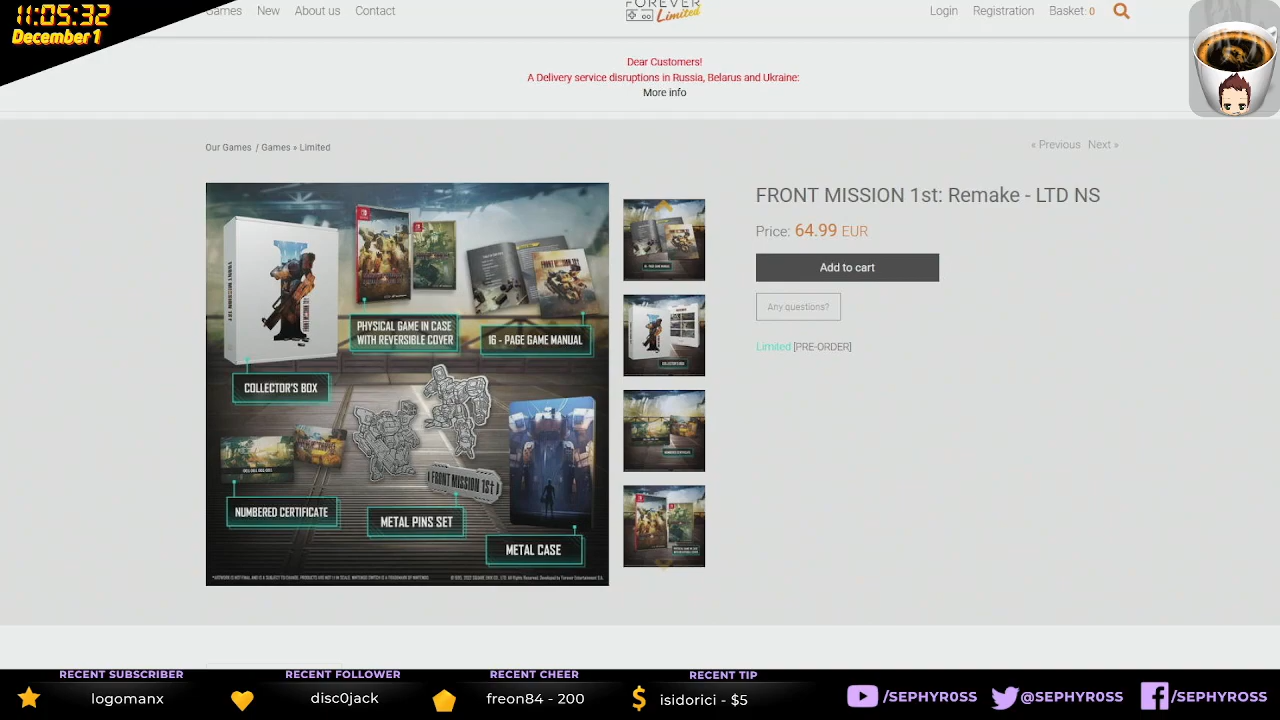 11:05:32
December 1
Games New About us Contact
FOREVER
Limited
Login Registration Basket: 0
Dear Customers!
A Delivery service disruptions in Russia, Belarus and Ukraine:
More info
Our Games / Games » Limited
« Previous Next »
FRONT MISSION 1st: Remake - LTD NS
Price: 64.99 EUR
Add to cart
Any questions?
Limited [PRE-ORDER]
PHYSICAL GAME IN CASE
WITH REVERSIBLE COVER
16 - PAGE GAME MANUAL
COLLECTOR'S BOX
FRONT MISSION 1st
NUMBERED CERTIFICATE
METAL PINS SET
METAL CASE
RECENT SUBSCRIBER
logomanx
RECENT FOLLOWER
disc0jack
RECENT CHEER
freon84 - 200
RECENT TIP
isidorici - $5
/SEPHYR0SS
@SEPHYR0SS
/SEPHYROSS